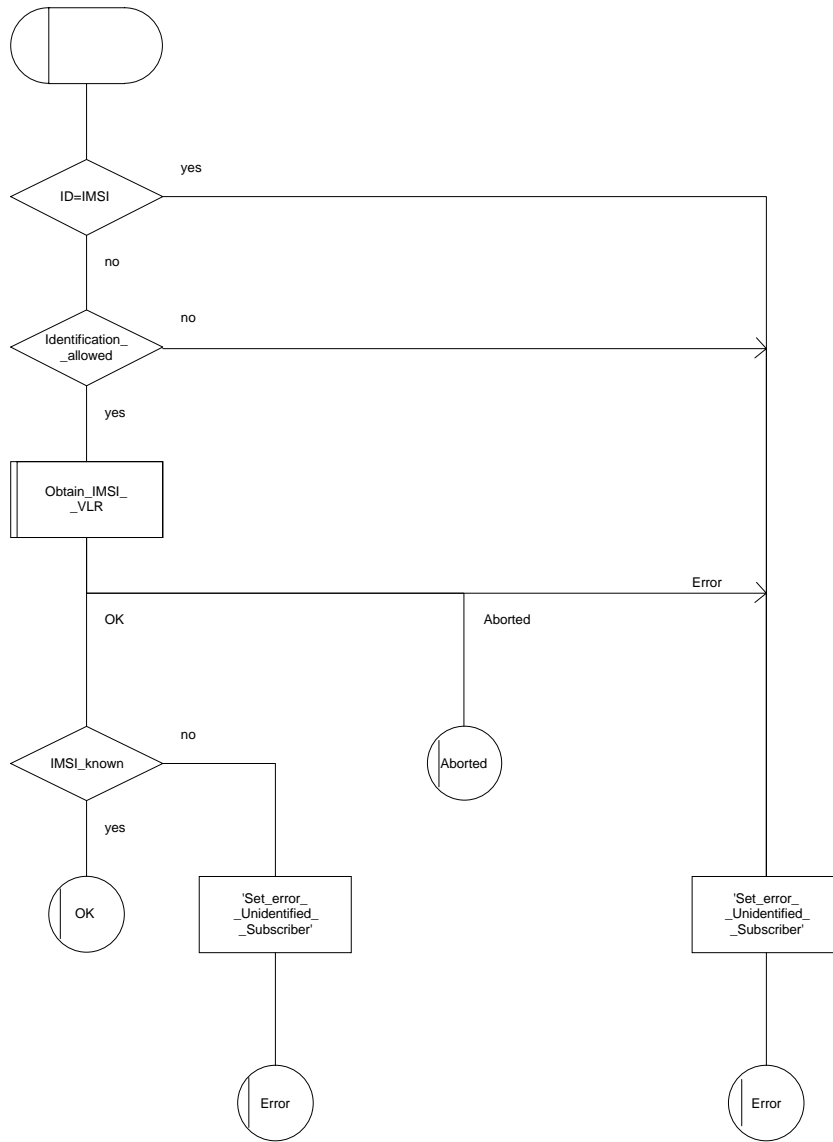 yes
ID=IMSI
no
no
Identification_
_allowed
yes
Obtain_IMSI_
_VLR
Error
OK
Aborted
no
IMSI_known
Aborted
yes
OK
'Set_error_
_Unidentified_
_Subscriber'
'Set_error_
_Unidentified_
_Subscriber'
Error
Error